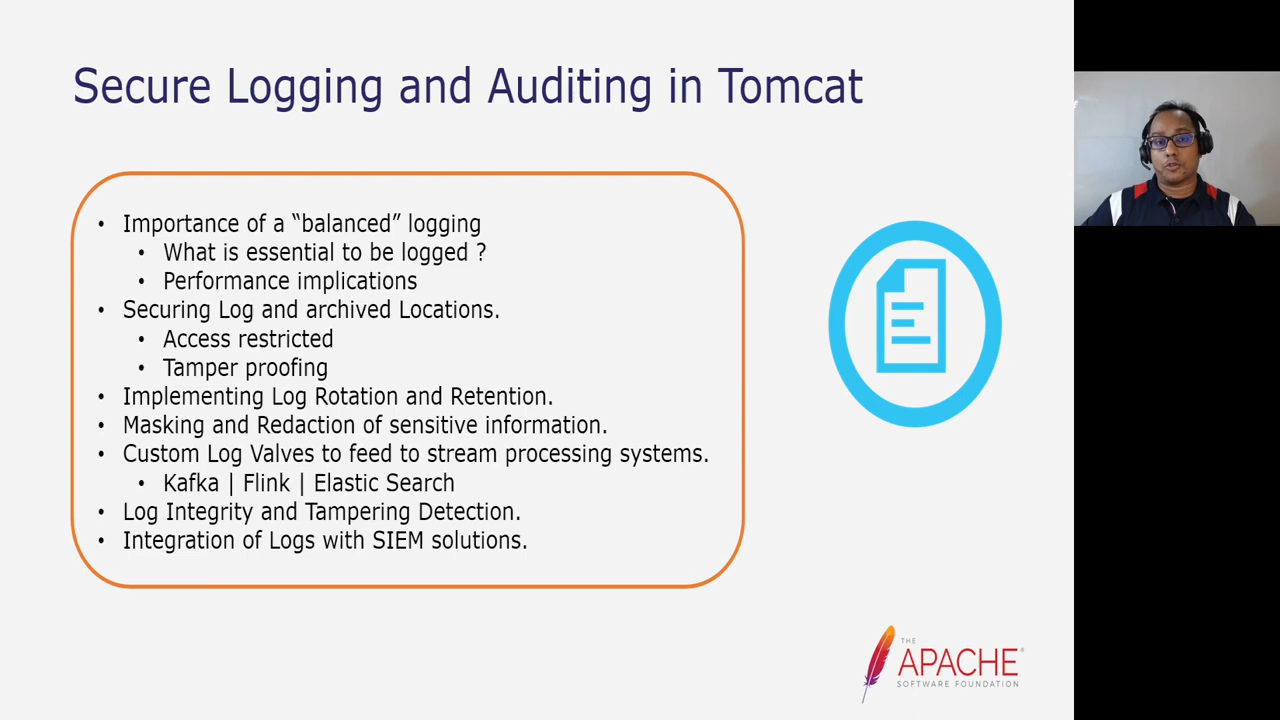 Secure Logging and Auditing in Tomcat
• Importance of a “balanced” logging
• What is essential to be logged ?
• Performance implications
• Securing Log and archived Locations.
• Access restricted
• Tamper proofing
• Implementing Log Rotation and Retention.
• Masking and Redaction of sensitive information.
• Custom Log Valves to feed to stream processing systems.
• Kafka | Flink | Elastic Search
• Log Integrity and Tampering Detection.
• Integration of Logs with SIEM solutions.
THE
APACHE®
SOFTWARE FOUNDATION